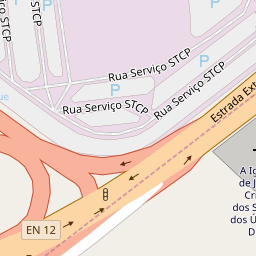 STCP
P
STCP
Rua Serviço STCP
P
Rua Serviço STCP
P
Rua Serviço STCP
ue
Estrada Ext
A Ig
de J
Cri
dos S
dos Ú
D
EN 12